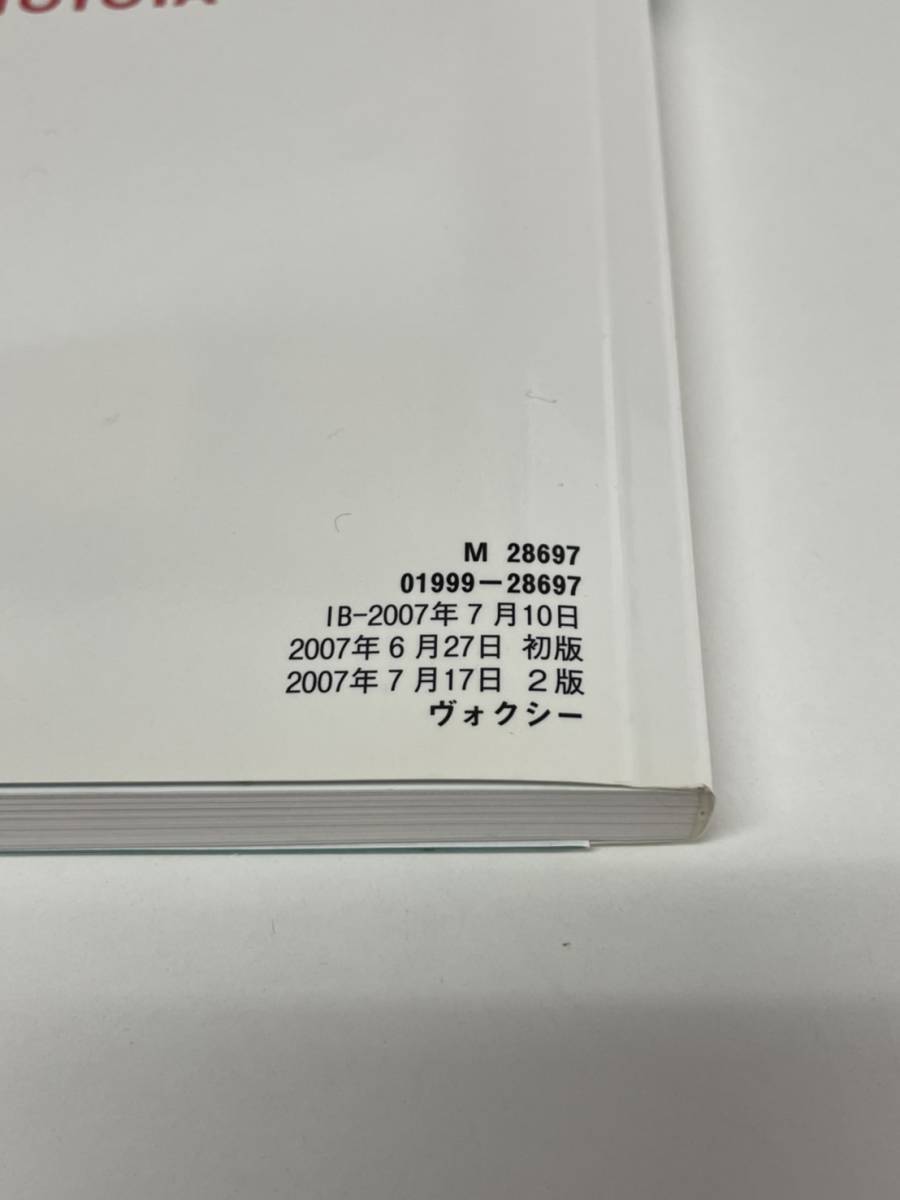 TOYOTA
M 28697
01999-28697
IB-2007年7月10日
2007年6月27日 初版
2007年7月17日 2版
ヴォクシー